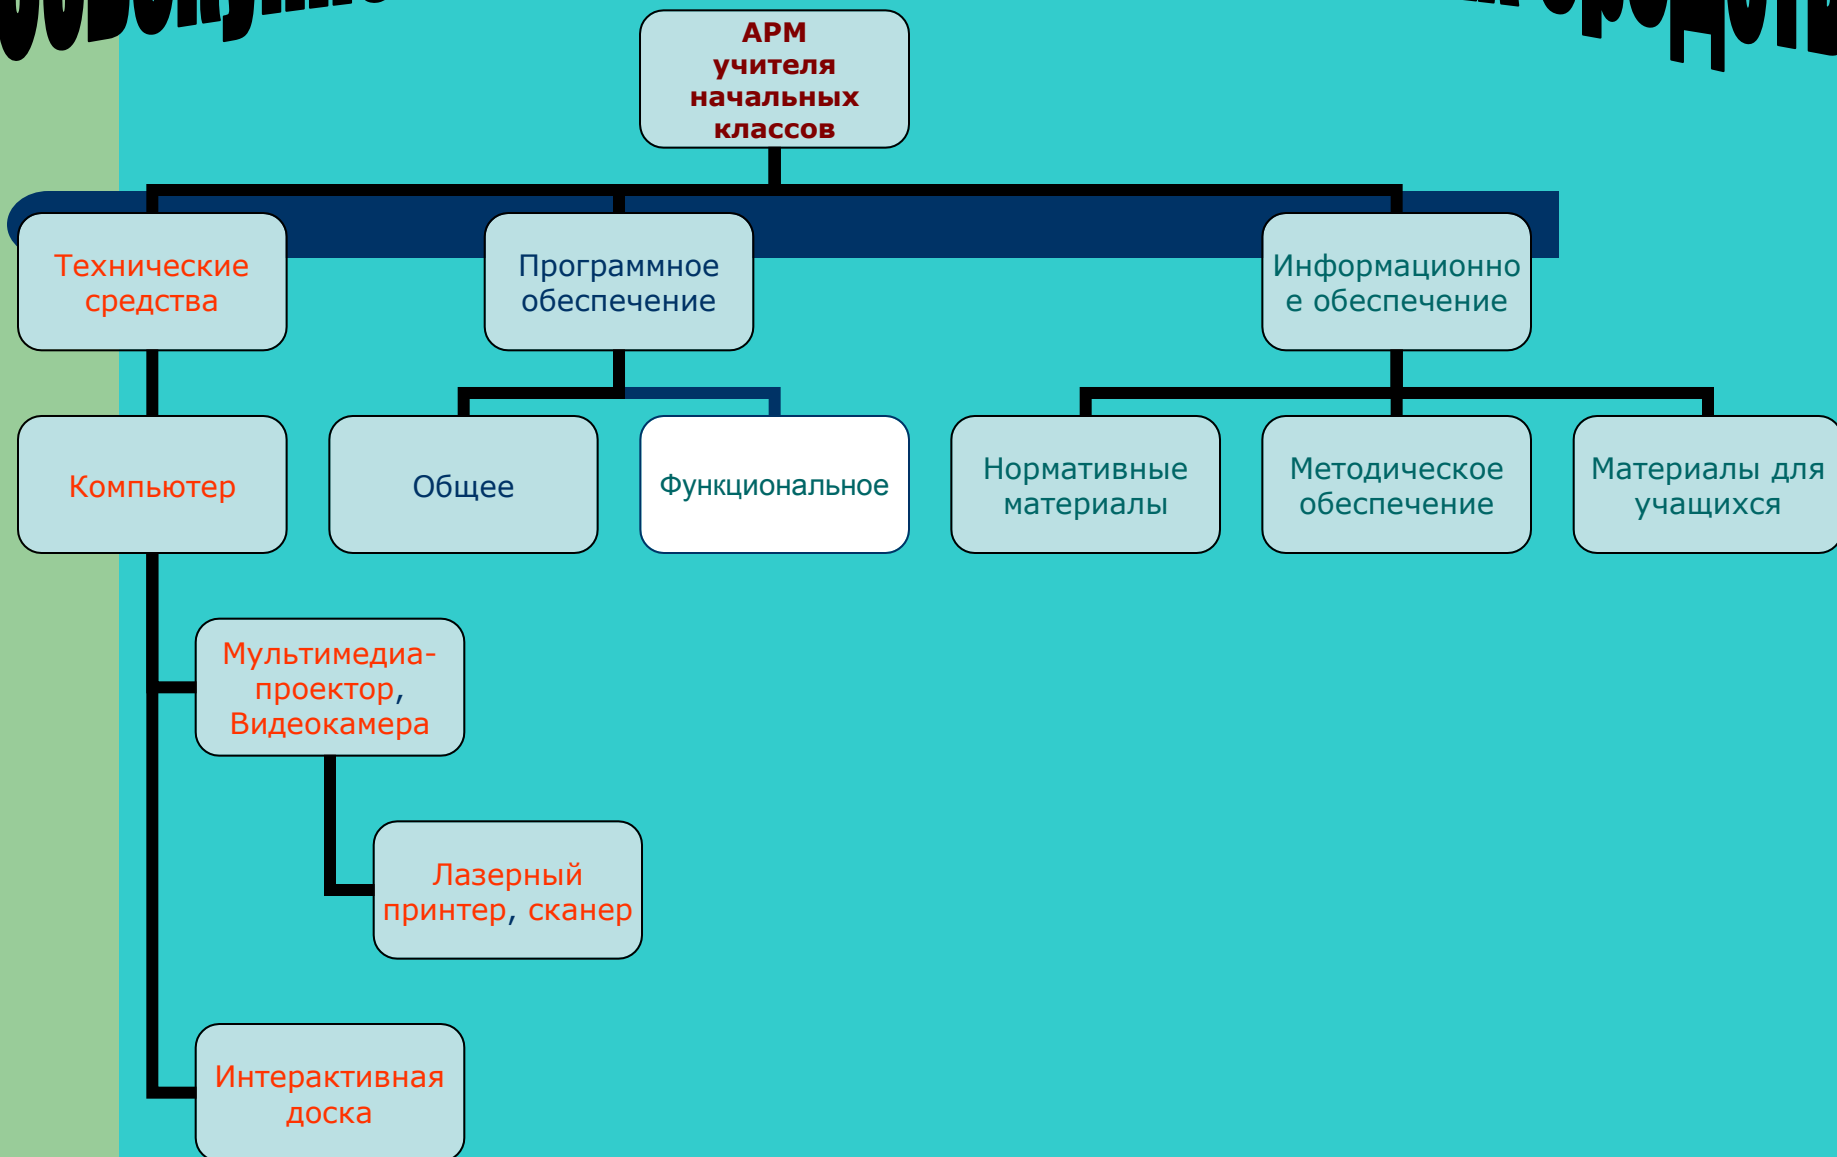 АРМ
учителя
начальных
классов
Технические
средства
Программное
обеспечение
Информационно
е обеспечение
Компьютер
Общее
Функциональное
Нормативные
материалы
Методическое
обеспечение
Материалы для
учащихся
Мультимедиа-
проектор,
Видеокамера
Лазерный
принтер, сканер
Интерактивная
доска